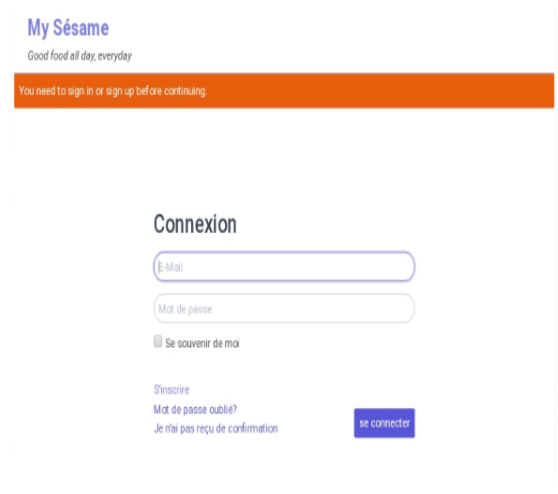 My Sésame
Good food all day, everyday
You need to sign in or sign up before continuing.
Connexion
E-Mail
Mot de passe
Se souvenir de moi
S'inscrire
Mot de passe oublié?
Je n'ai pas reçu de confirmation
se connecter